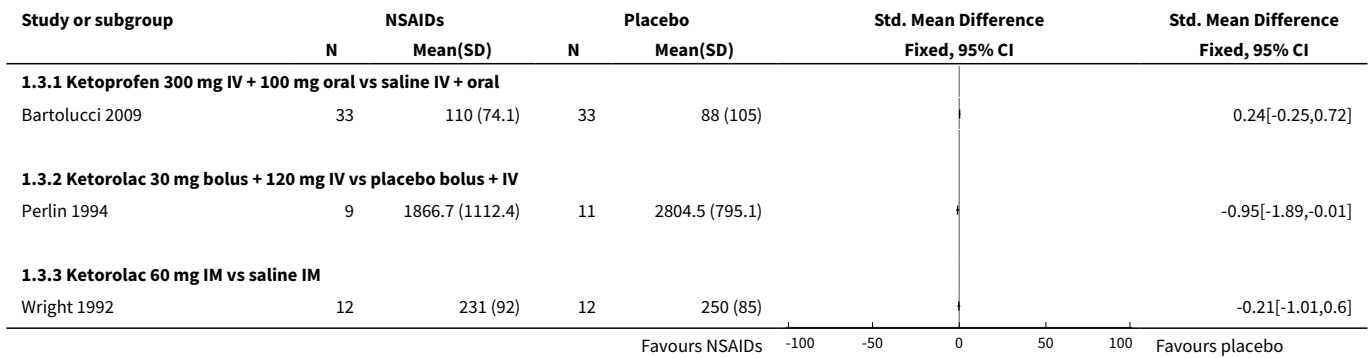 Study or subgroup NSAIDs Placebo Std. Mean Difference Std. Mean Difference
N Mean(SD) N Mean(SD) Fixed, 95% CI Fixed, 95% CI
1.3.1 Ketoprofen 300 mg IV + 100 mg oral vs saline IV + oral
Bartolucci 2009 33 110 (74.1) 33 88 (105) 0.24[-0.25,0.72]
1.3.2 Ketorolac 30 mg bolus + 120 mg IV vs placebo bolus + IV
Perlin 1994 9 1866.7 (1112.4) 11 2804.5 (795.1) -0.95[-1.89,-0.01]
1.3.3 Ketorolac 60 mg IM vs saline IM
Wright 1992 12 231 (92) 12 250 (85) -0.21[-1.01,0.6]
Favours NSAIDs -100 -50 0 50 100 Favours placebo